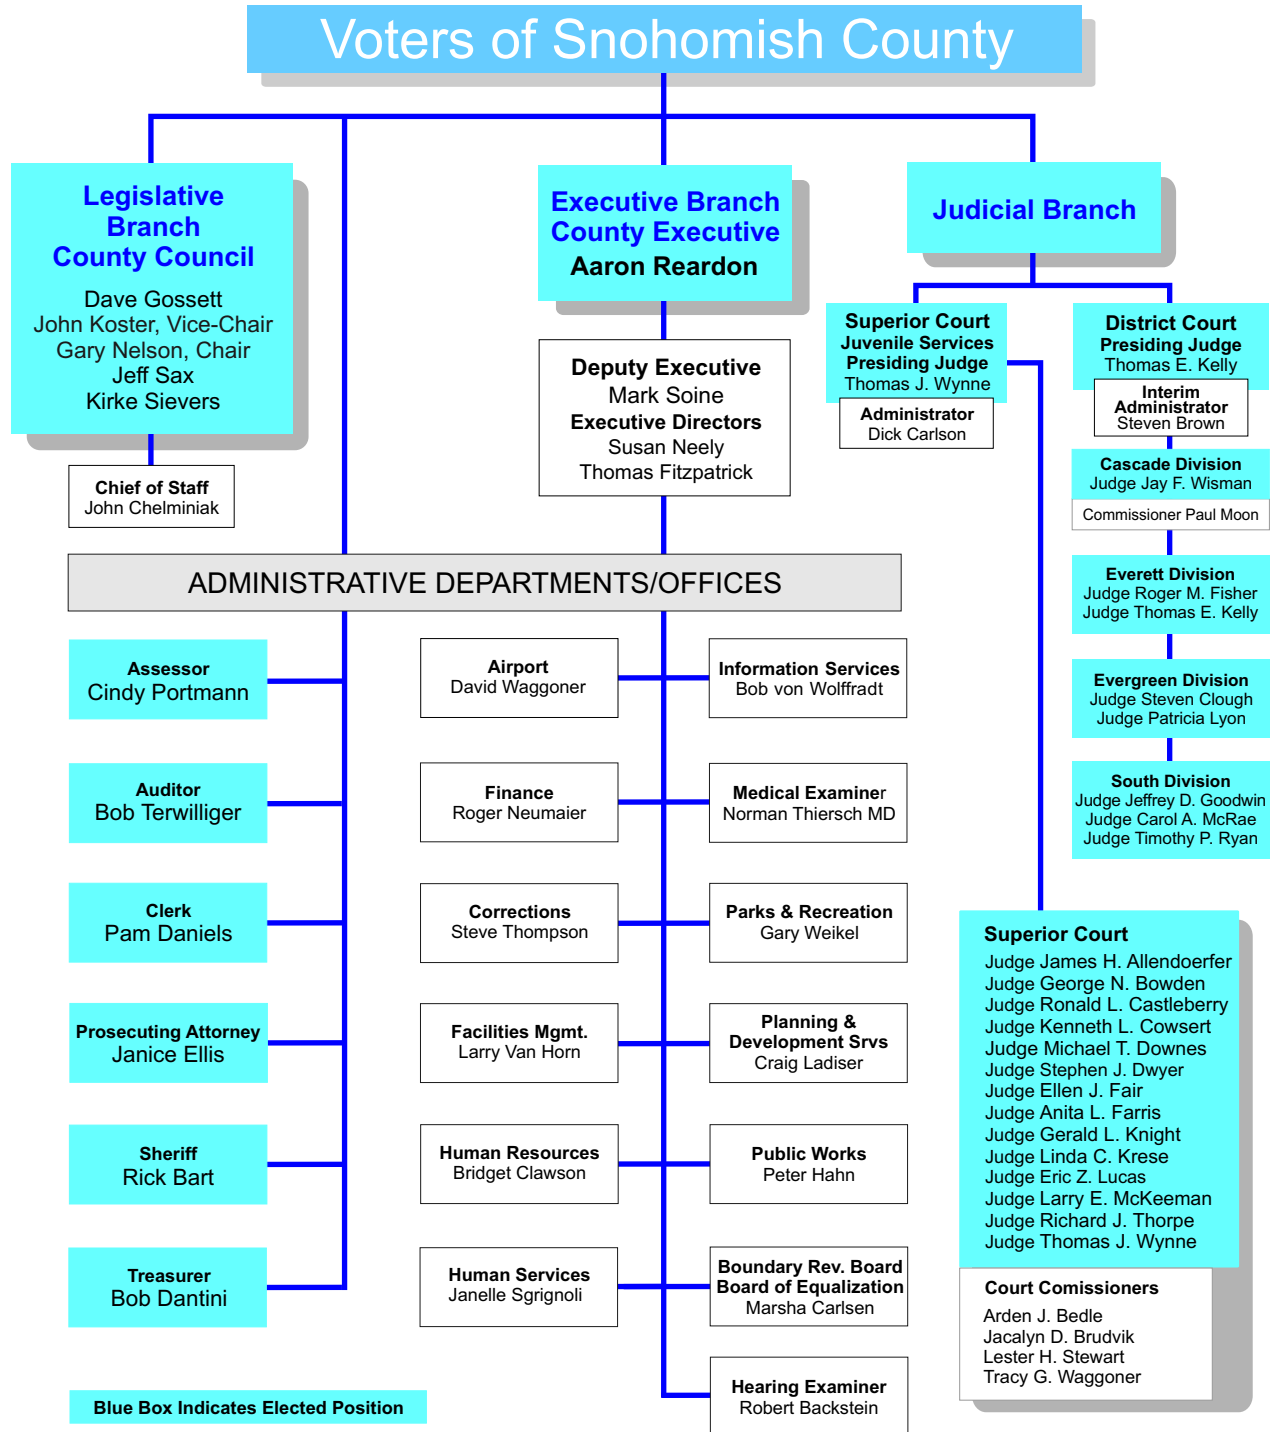 Voters of Snohomish County
Legislative
Branch
County Council
Dave Gossett
John Koster, Vice-Chair
Gary Nelson, Chair
Jeff Sax
Kirke Sievers
Chief of Staff
John Chelminiak
Executive Branch
County Executive
Aaron Reardon
Deputy Executive
Mark Soine
Executive Directors
Susan Neely
Thomas Fitzpatrick
Judicial Branch
Superior Court
Juvenile Services
Presiding Judge
Thomas J. Wynne
Administrator
Dick Carlson
District Court
Presiding Judge
Thomas E. Kelly
Interim
Administrator
Steven Brown
Cascade Division
Judge Jay F. Wisman
Commissioner Paul Moon
Everett Division
Judge Roger M. Fisher
Judge Thomas E. Kelly
Evergreen Division
Judge Steven Clough
Judge Patricia Lyon
South Division
Judge Jeffrey D. Goodwin
Judge Carol A. McRae
Judge Timothy P. Ryan
Superior Court
Judge James H. Allendoerfer
Judge George N. Bowden
Judge Ronald L. Castleberry
Judge Kenneth L. Cowsert
Judge Michael T. Downes
Judge Stephen J. Dwyer
Judge Ellen J. Fair
Judge Anita L. Farris
Judge Gerald L. Knight
Judge Linda C. Krese
Judge Eric Z. Lucas
Judge Larry E. McKeeman
Judge Richard J. Thorpe
Judge Thomas J. Wynne
Court Comissioners
Arden J. Bedle
Jacalyn D. Brudvik
Lester H. Stewart
Tracy G. Waggoner
ADMINISTRATIVE DEPARTMENTS/OFFICES
Assessor
Cindy Portmann
Auditor
Bob Terwilliger
Clerk
Pam Daniels
Prosecuting Attorney
Janice Ellis
Sheriff
Rick Bart
Treasurer
Bob Dantini
Airport
David Waggoner
Finance
Roger Neumaier
Corrections
Steve Thompson
Facilities Mgmt.
Larry Van Horn
Human Resources
Bridget Clawson
Human Services
Janelle Sgrignoli
Information Services
Bob von Wolffradt
Medical Examiner
Norman Thiersch MD
Parks & Recreation
Gary Weikel
Planning &
Development Srvs
Craig Ladiser
Public Works
Peter Hahn
Boundary Rev. Board
Board of Equalization
Marsha Carlsen
Hearing Examiner
Robert Backstein
Blue Box Indicates Elected Position